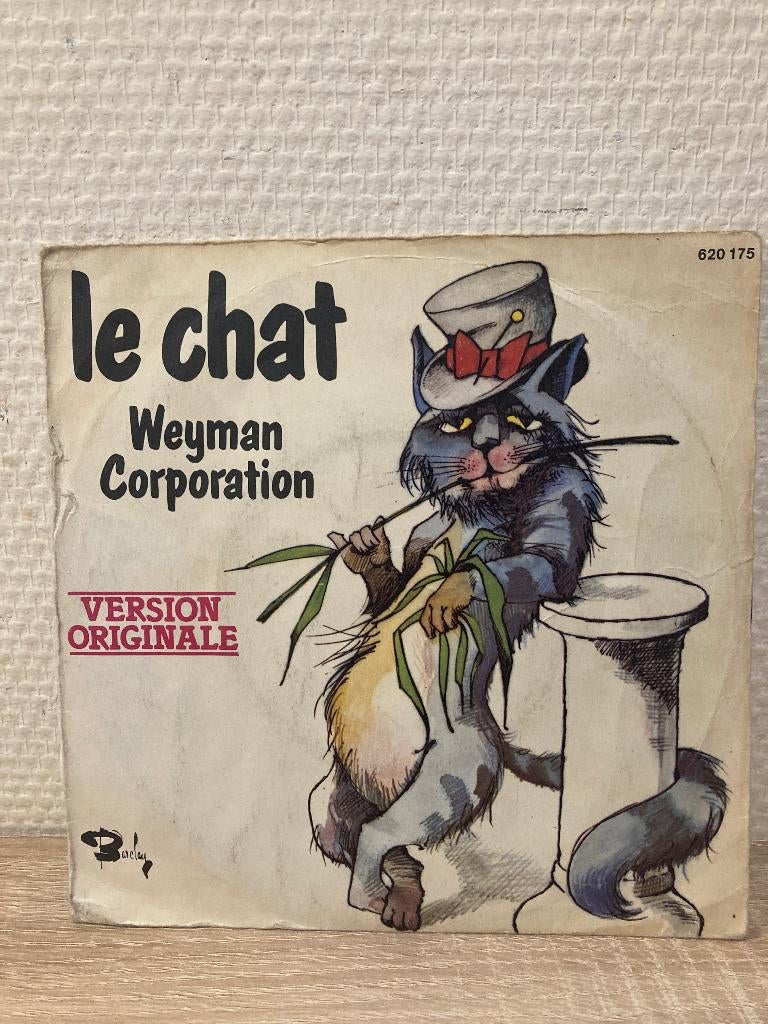 620 175
le chat
Weyman
Corporation
VERSION
ORIGINALE
Barclay